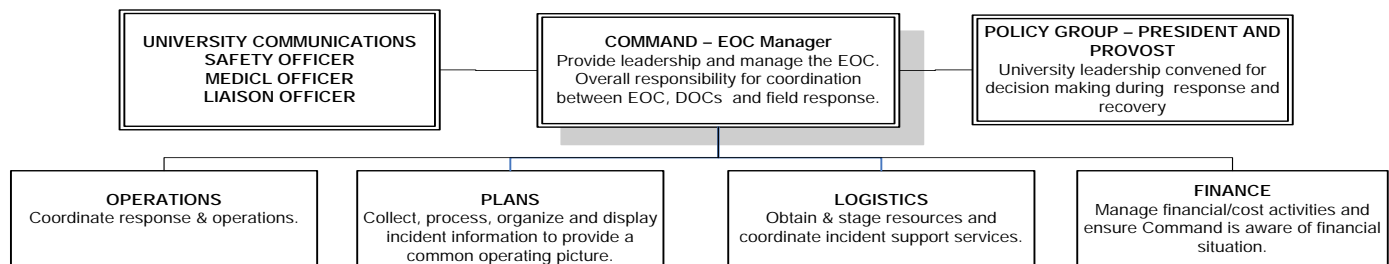 UNIVERSITY COMMUNICATIONS
SAFETY OFFICER
MEDICL OFFICER
LIAISON OFFICER
COMMAND – EOC Manager
Provide leadership and manage the EOC.
Overall responsibility for coordination
between EOC, DOCs and field response.
POLICY GROUP – PRESIDENT AND
PROVOST
University leadership convened for
decision making during response and
recovery
OPERATIONS
Coordinate response & operations.
PLANS
Collect, process, organize and display
incident information to provide a
common operating picture.
LOGISTICS
Obtain & stage resources and
coordinate incident support services.
FINANCE
Manage financial/cost activities and
ensure Command is aware of financial
situation.